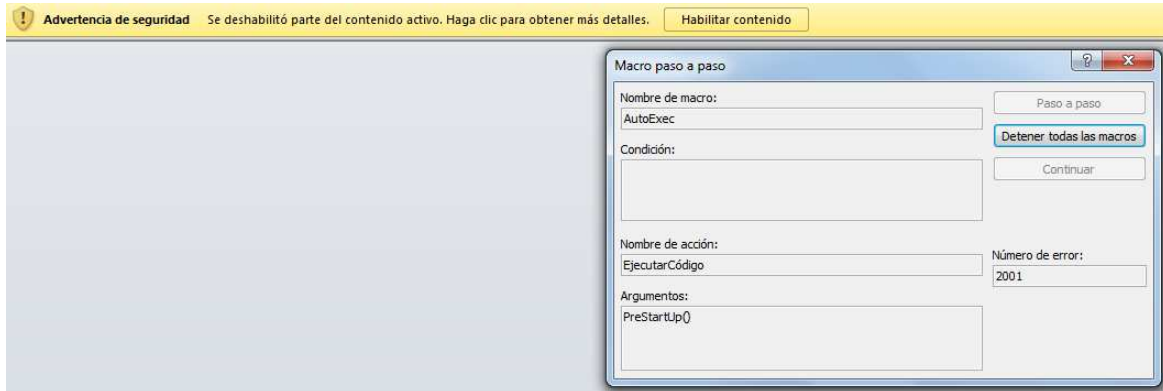 Advertencia de seguridad Se deshabilitó parte del contenido activo. Haga clic para obtener más detalles. Habilitar contenido
Macro paso a paso
Nombre de macro:
AutoExec
Paso a paso
Detener todas las macros
Condición:
Continuar
Nombre de acción:
EjecutarCódigo
Número de error:
2001
Argumentos:
PreStartUp()